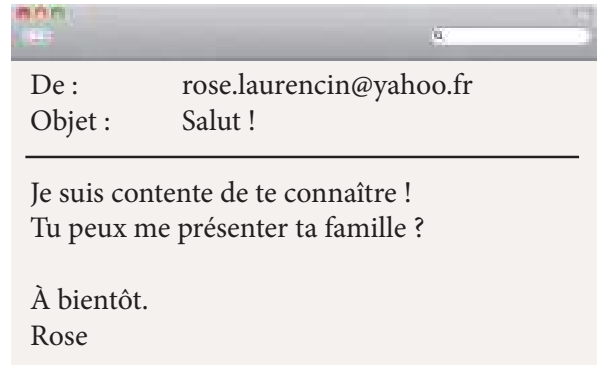 De : rose.laurencin@yahoo.fr
Objet : Salut !
Je suis contente de te connaître !
Tu peux me présenter ta famille ?
À bientôt.
Rose